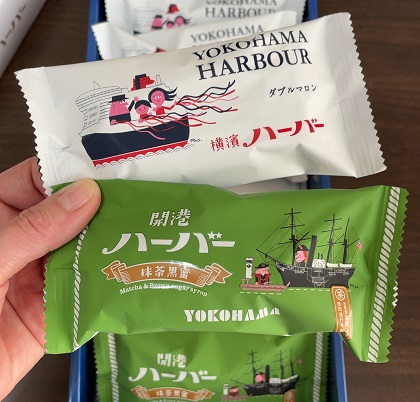 YOKOHAMA
HARBOUR
YOKOHAMA
HARBOUR
ダブルマロン
横濱 ハーバー
開港
ハーバー
抹茶黒蜜
Matcha & Brown sugar syrup
YOKOHAMA
開港
ハーバー
抹茶黒蜜